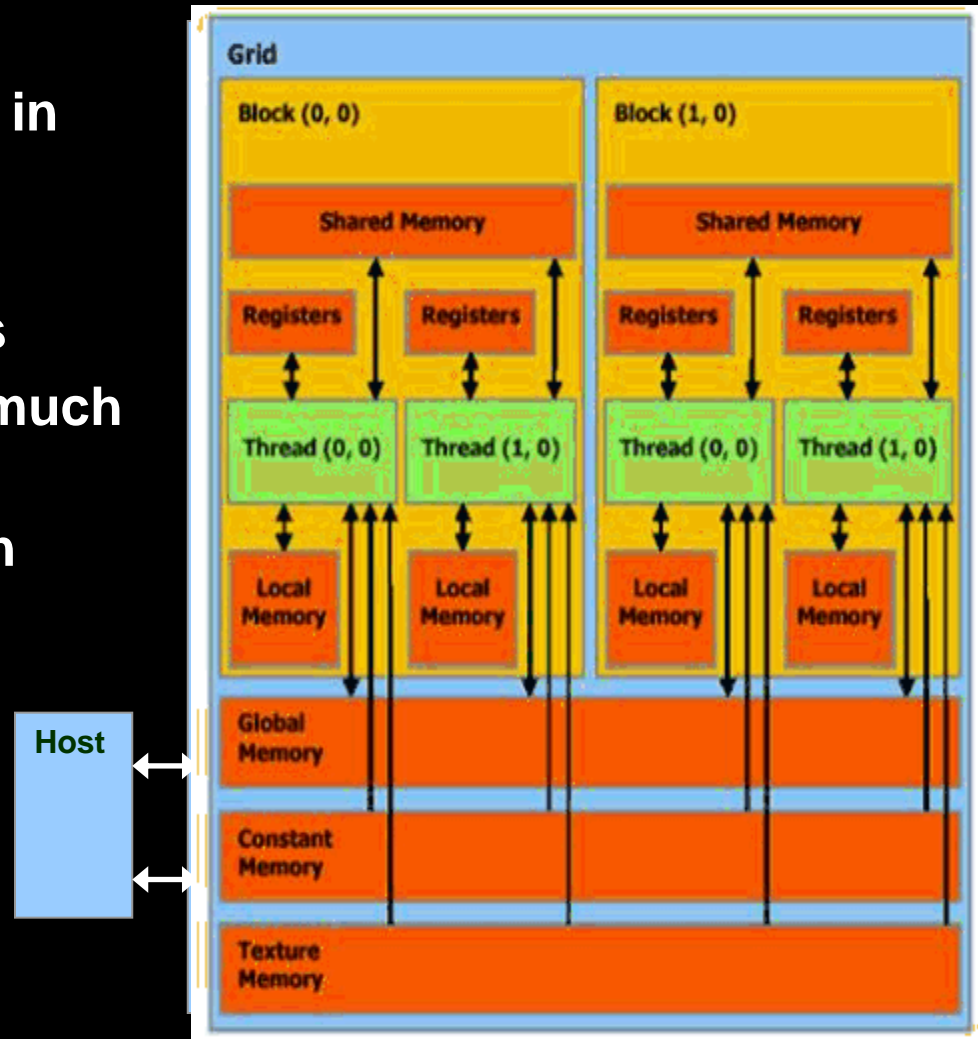 in
s
much
n
Host
Grid
Block (0, 0) Block (1, 0)
Shared Memory Shared Memory
Registers Registers Registers Registers
Thread (0, 0) Thread (1, 0) Thread (0, 0) Thread (1, 0)
Local Local Local Local
Memory Memory Memory Memory
Global
Memory
Constant
Memory
Texture
Memory